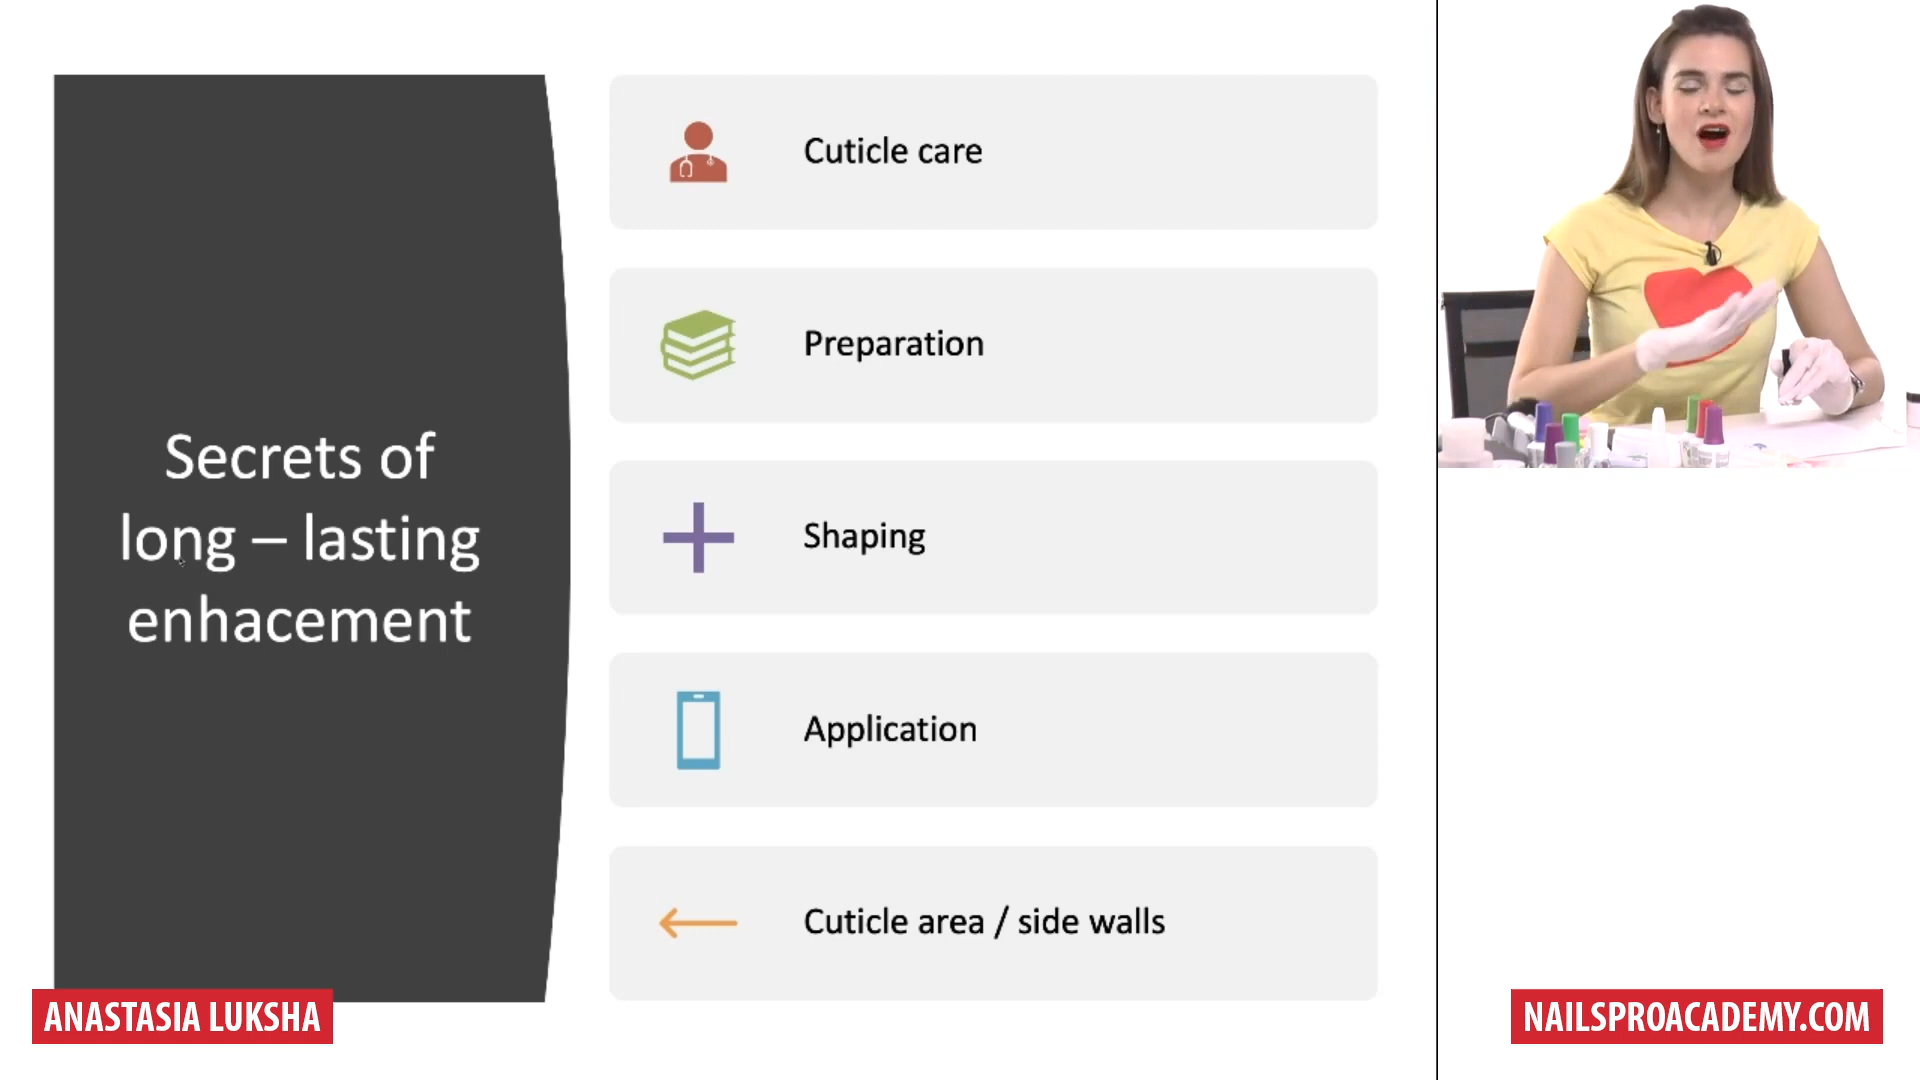 Secrets of
long – lasting
enhacement
Cuticle care
Preparation
Shaping
Application
Cuticle area / side walls
ANASTASIA LUKSHA
NAILSPROACADEMY.COM